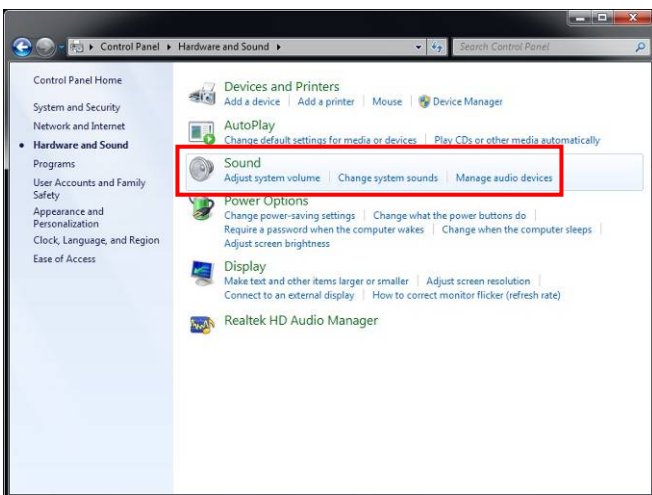 Control Panel ▸ Hardware and Sound ▸
Search Control Panel
Control Panel Home
System and Security
Network and Internet
Hardware and Sound
Programs
User Accounts and Family
Safety
Appearance and
Personalization
Clock, Language, and Region
Ease of Access
Devices and Printers
Add a device | Add a printer | Mouse | Device Manager
AutoPlay
Change default settings for media or devices | Play CDs or other media automatically
Sound
Adjust system volume | Change system sounds | Manage audio devices
Power Options
Change power-saving settings | Change what the power buttons do |
Require a password when the computer wakes | Change when the computer sleeps |
Adjust screen brightness
Display
Make text and other items larger or smaller | Adjust screen resolution |
Connect to an external display | How to correct monitor flicker (refresh rate)
Realtek HD Audio Manager